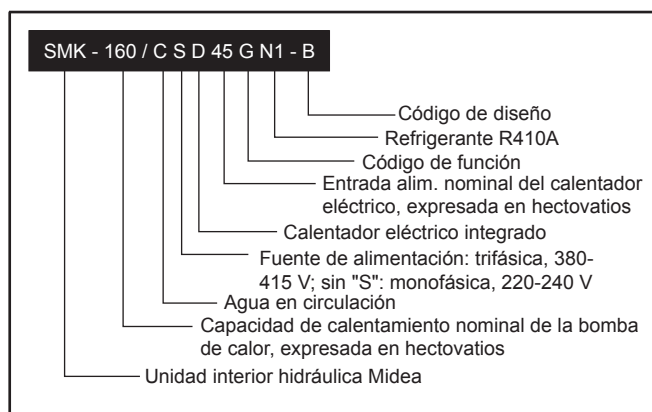 SMK - 160 / C S D 45 G N1 - B
Código de diseño
Refrigerante R410A
Código de función
Entrada alim. nominal del calentador
eléctrico, expresada en hectovatios
Calentador eléctrico integrado
Fuente de alimentación: trifásica, 380-
415 V; sin "S": monofásica, 220-240 V
Agua en circulación
Capacidad de calentamiento nominal de la bomba
de calor, expresada en hectovatios
Unidad interior hidráulica Midea